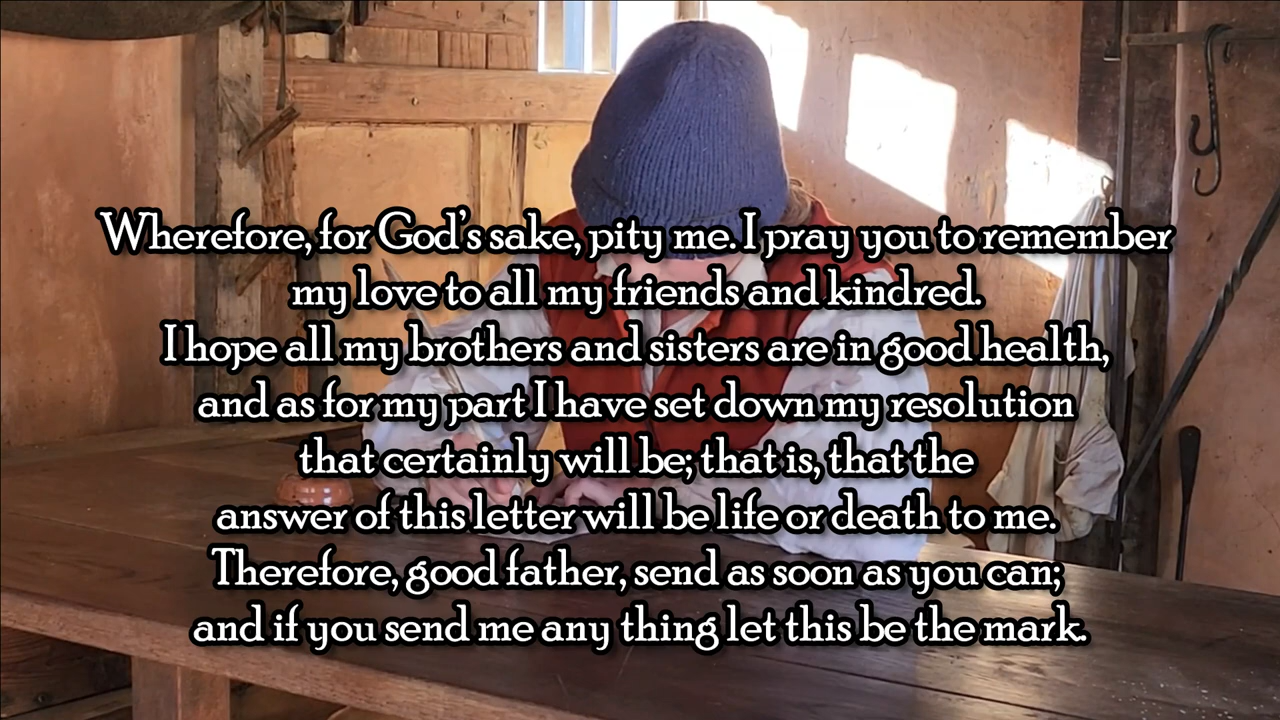 Wherefore, for God's sake, pity me. I pray you to remember
my love to all my friends and kindred.
I hope all my brothers and sisters are in good health,
and as for my part I have set down my resolution
that certainly will be; that is, that the
answer of this letter will be life or death to me.
Therefore, good father, send as soon as you can;
and if you send me any thing let this be the mark.